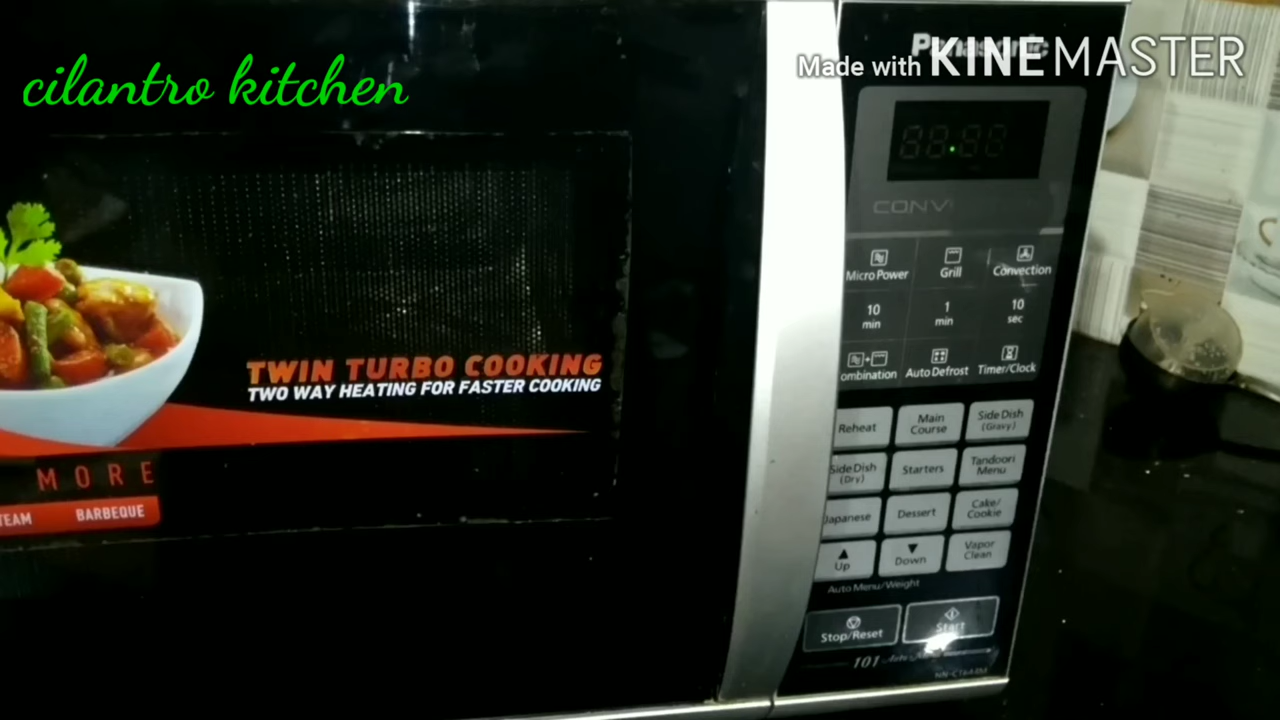 cilantro kitchen
Made with KINEMASTER
Panasonic
TWIN TURBO COOKING
TWO WAY HEATING FOR FASTER COOKING
MORE
TEAM BARBEQUE
CONV
Micro Power Grill Convection
10 min 1 min 10 sec
ombination Auto Defrost Timer/Clock
Reheat Main Course Side Dish (Gravy)
Side Dish (Dry) Starters Tandoori Menu
Japanese Dessert Cake/Cookie
Up Down Vapor Clean
Auto Menu/Weight
Stop/Reset Start
101